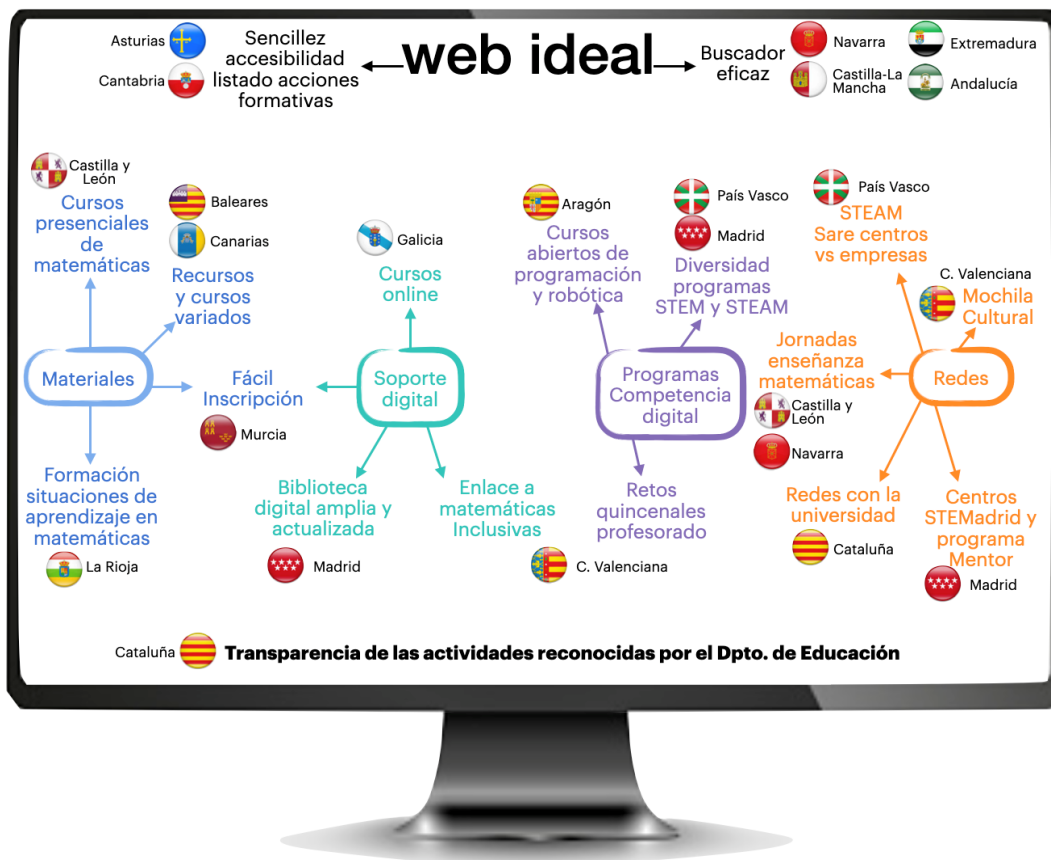 web ideal
Asturias
Cantabria
Sencillez
accesibilidad
listado acciones
formativas
Buscador
eficaz
Navarra
Extremadura
Castilla-La
Mancha
Andalucía
Castilla y
León
Cursos
presenciales
de
matemáticas
Baleares
Canarias
Recursos
y cursos
variados
Materiales
Fácil
Inscripción
Murcia
Formación
situaciones de
aprendizaje en
matemáticas
La Rioja
Galicia
Cursos
online
Soporte
digital
Biblioteca
digital amplia y
actualizada
Madrid
Enlace a
matemáticas
Inclusivas
C. Valenciana
Aragón
Cursos
abiertos de
programación
y robótica
País Vasco
Madrid
Diversidad
programas
STEM y STEAM
Programas
Competencia
digital
Retos
quincenales
profesorado
País Vasco
STEAM
Sare centros
vs empresas
C. Valenciana
Mochila
Cultural
Jornadas
enseñanza
matemáticas
Castilla y
León
Navarra
Redes
Redes con la
universidad
Cataluña
Centros
STEMadrid y
programa
Mentor
Madrid
Cataluña
Transparencia de las actividades reconocidas por el Dpto. de Educación